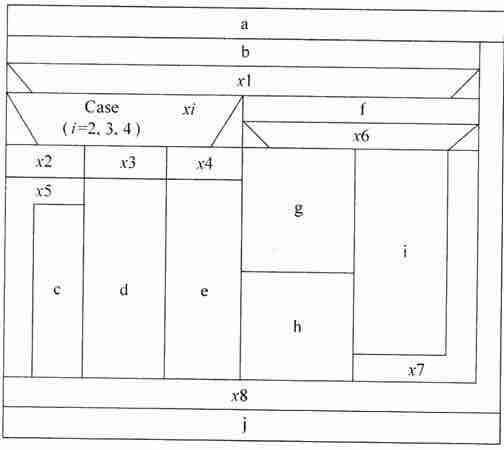 a
b
x1
Case xi
(i=2, 3, 4)
f
x6
x2 x3 x4
x5
g
i
c d e
h
x7
x8
j